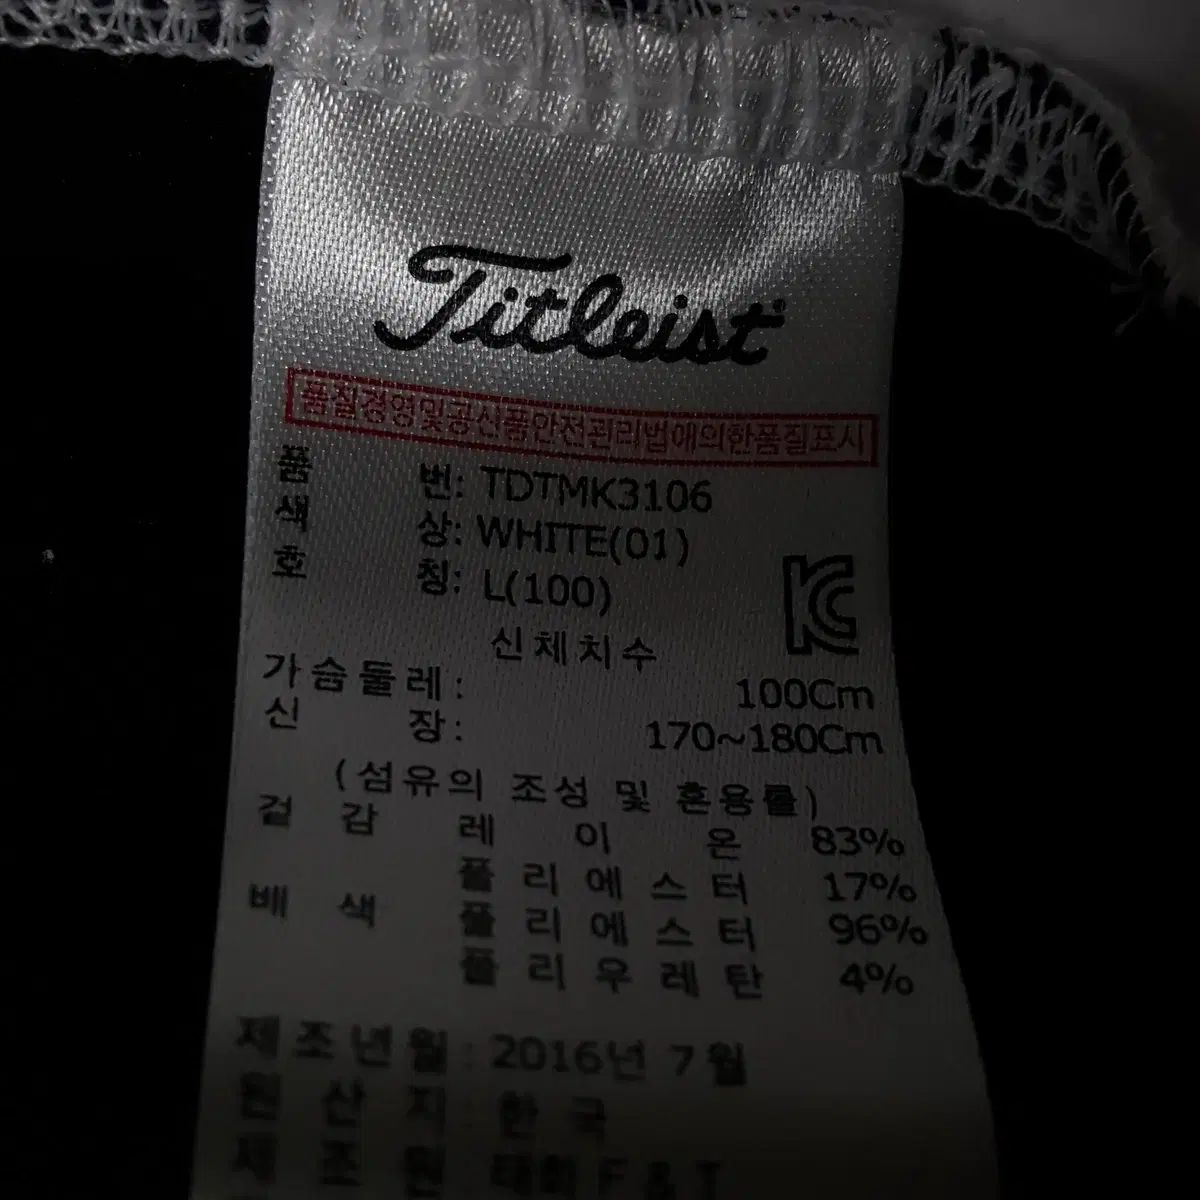 Titleist
품질경영및공산품안전관리법애의한품질표시
품 번: TDTMK3106
색 상: WHITE(01)
호 칭: L(100)
신체치수
가슴둘레: 100Cm
신 장: 170~180Cm
(섬유의 조성 및 혼용률)
겉 감 레 이 온 83%
폴 리 에 스 터 17%
배 색 폴 리 에 스 터 96%
폴 리 우 레 탄 4%
제조년월: 2016년 7월
원 산 지: 한 국
제 조 원 F&T